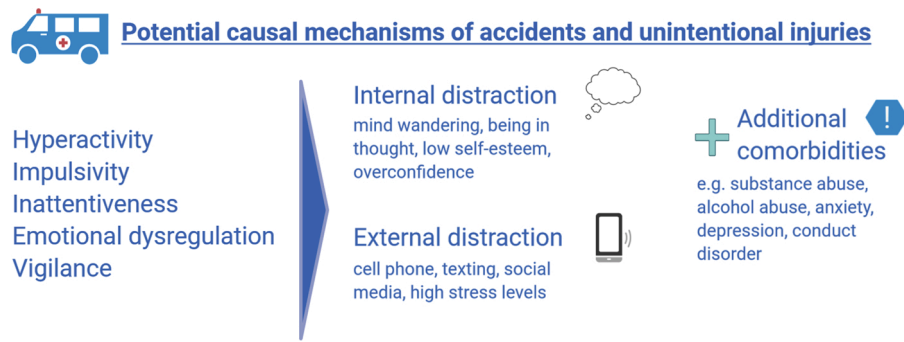 Potential causal mechanisms of accidents and unintentional injuries
Hyperactivity
Impulsivity
Inattentiveness
Emotional dysregulation
Vigilance
Internal distraction
mind wandering, being in
thought, low self-esteem,
overconfidence
External distraction
cell phone, texting, social
media, high stress levels
Additional
comorbidities
e.g. substance abuse,
alcohol abuse, anxiety,
depression, conduct
disorder